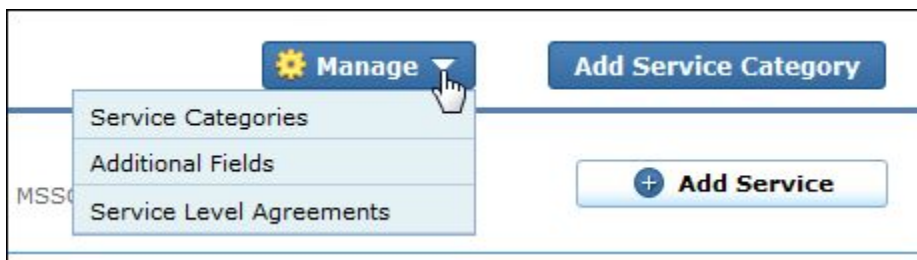 Manage
Add Service Category
Service Categories
Additional Fields
Service Level Agreements
Add Service